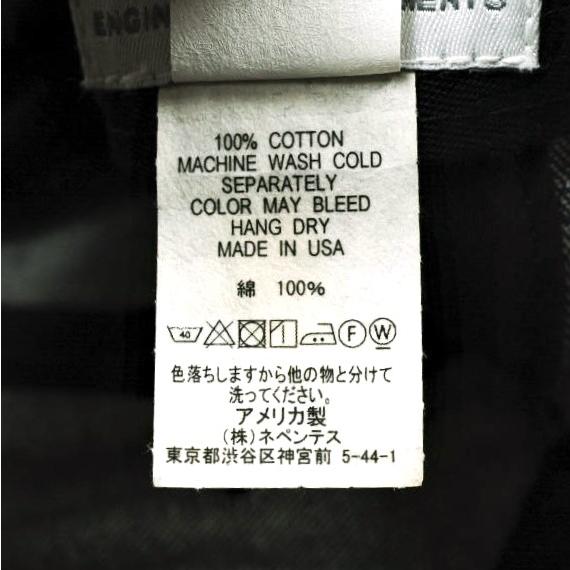 100% COTTON
MACHINE WASH COLD
SEPARATELY
COLOR MAY BLEED
HANG DRY
MADE IN USA
綿 100%
40 F W
色落ちしますから他の物と分けて
洗ってください。
アメリカ製
(株)ネペンテス
東京都渋谷区神宮前 5-44-1